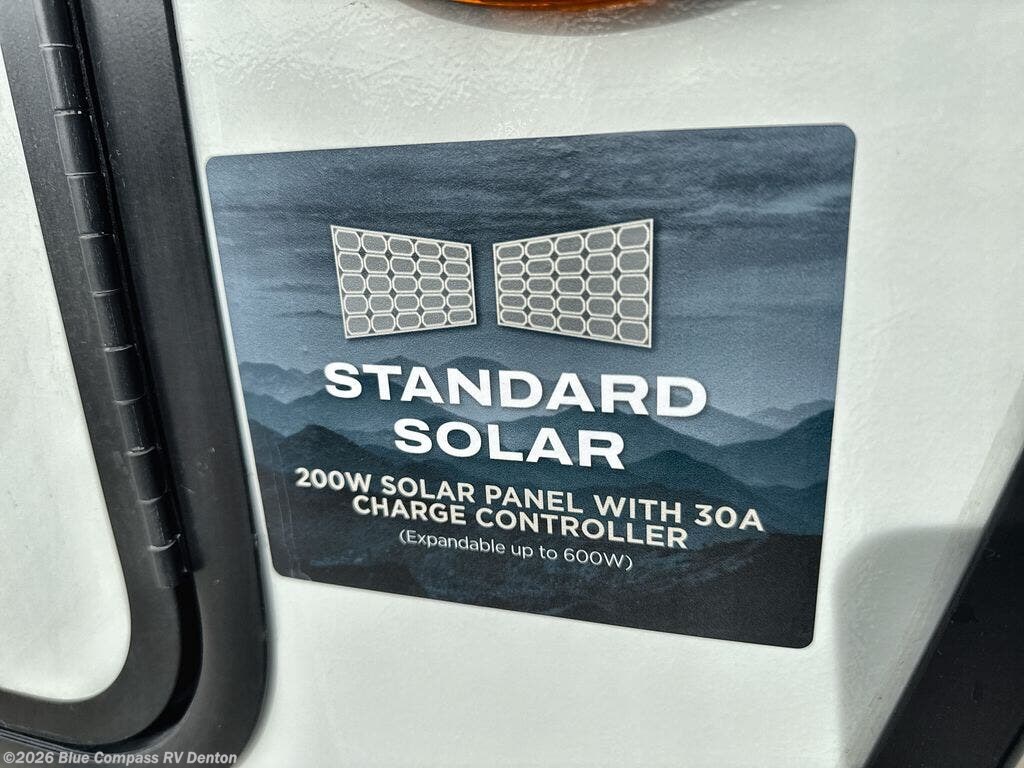 STANDARD
SOLAR
200W SOLAR PANEL WITH 30A
CHARGE CONTROLLER
(Expandable up to 600W)
©2026 Blue Compass RV Denton